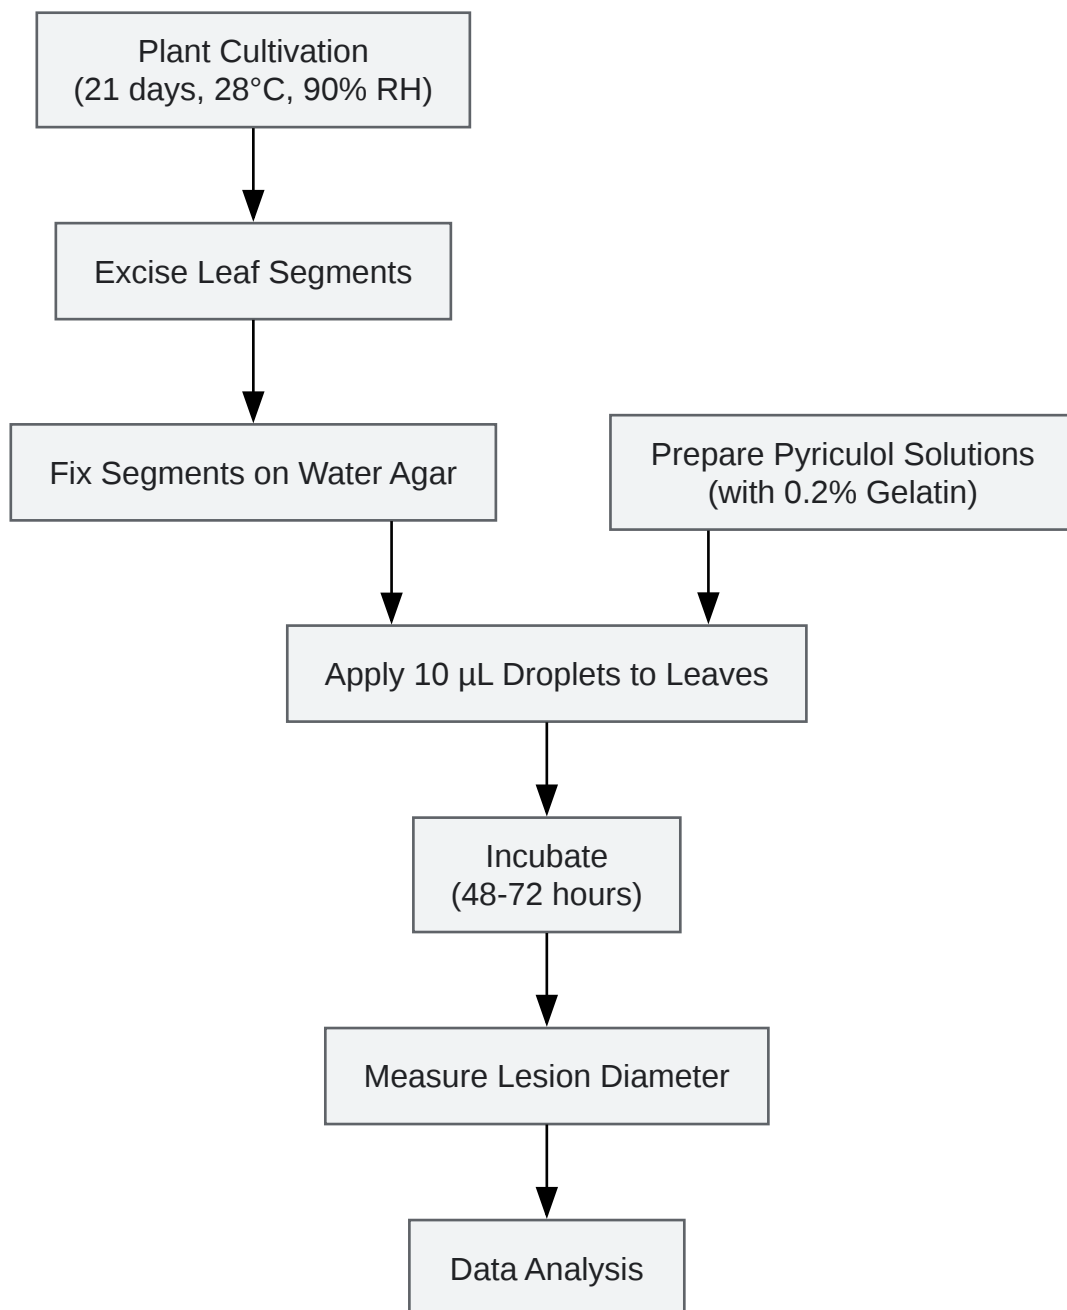 Plant Cultivation
(21 days, 28°C, 90% RH)
Excise Leaf Segments
Fix Segments on Water Agar
Prepare Pyriculol Solutions
(with 0.2% Gelatin)
Apply 10 µL Droplets to Leaves
Incubate
(48-72 hours)
Measure Lesion Diameter
Data Analysis